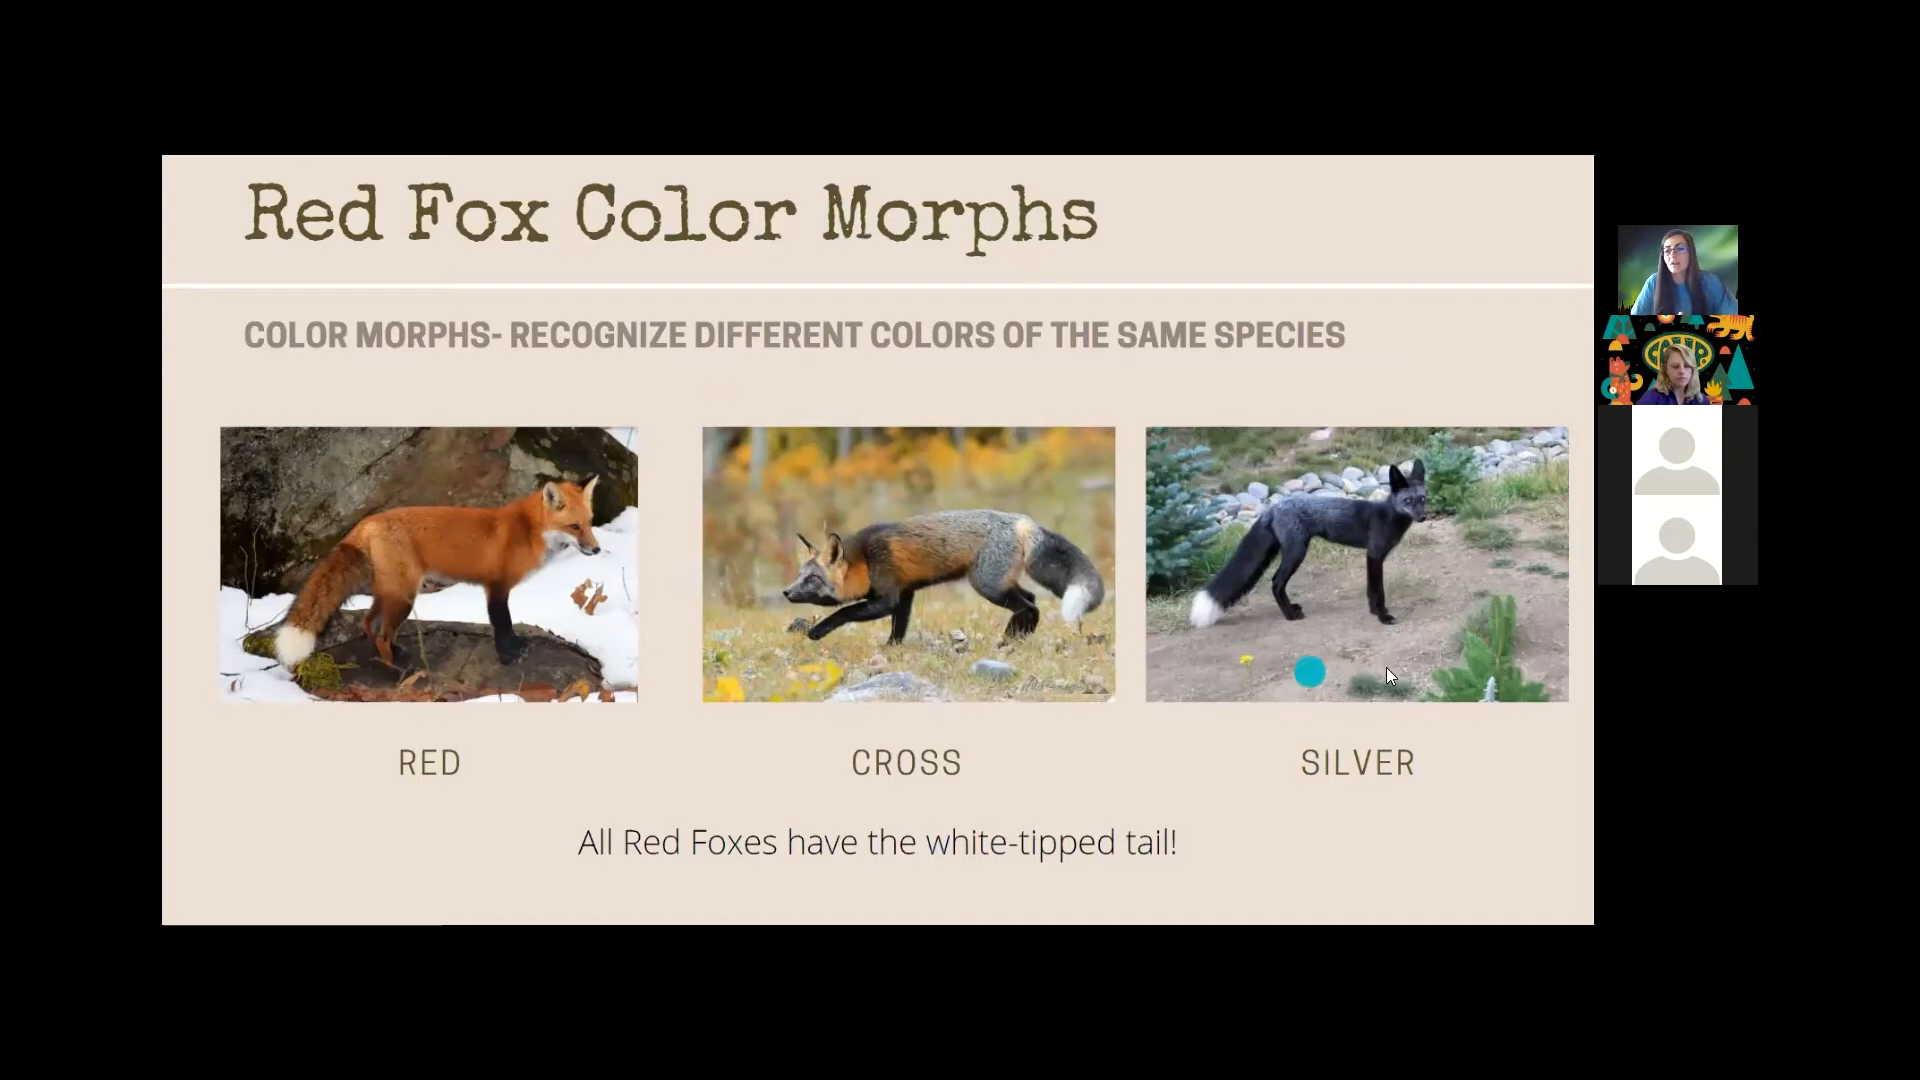 Red Fox Color Morphs
COLOR MORPHS- RECOGNIZE DIFFERENT COLORS OF THE SAME SPECIES
RED
CROSS
SILVER
All Red Foxes have the white-tipped tail!